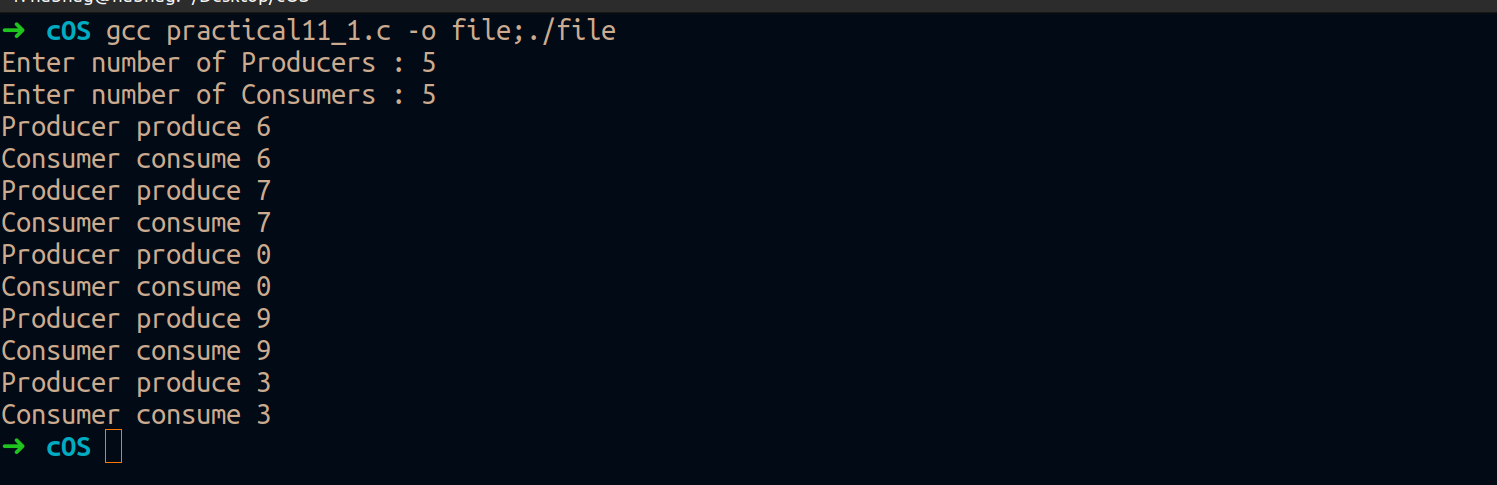 ➜ cOS gcc practical11_1.c -o file;./file
Enter number of Producers : 5
Enter number of Consumers : 5
Producer produce 6
Consumer consume 6
Producer produce 7
Consumer consume 7
Producer produce 0
Consumer consume 0
Producer produce 9
Consumer consume 9
Producer produce 3
Consumer consume 3
➜ cOS